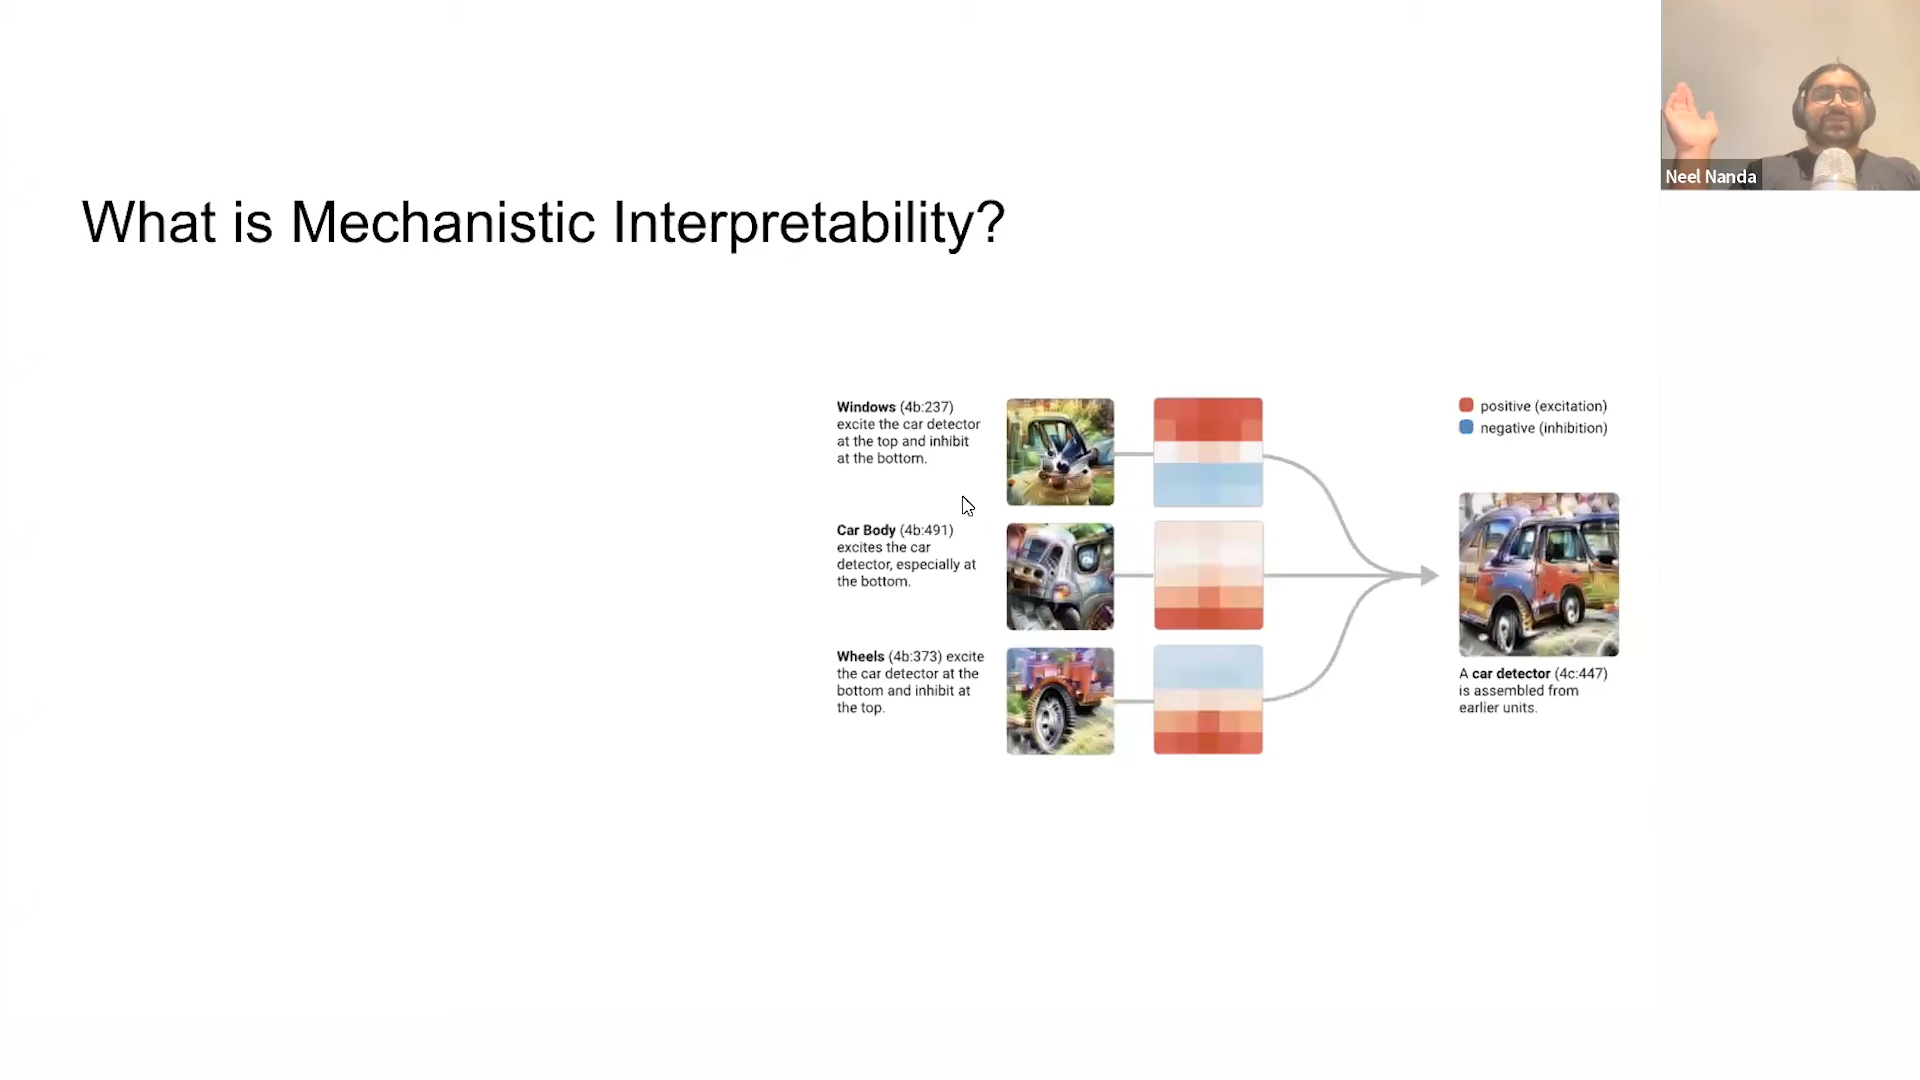 Neel Nanda
What is Mechanistic Interpretability?
Windows (4b:237)
excite the car detector
at the top and inhibit
at the bottom.
Car Body (4b:491)
excites the car
detector, especially at
the bottom.
Wheels (4b:373) excite
the car detector at the
bottom and inhibit at
the top.
positive (excitation)
negative (inhibition)
A car detector (4c:447)
is assembled from
earlier units.